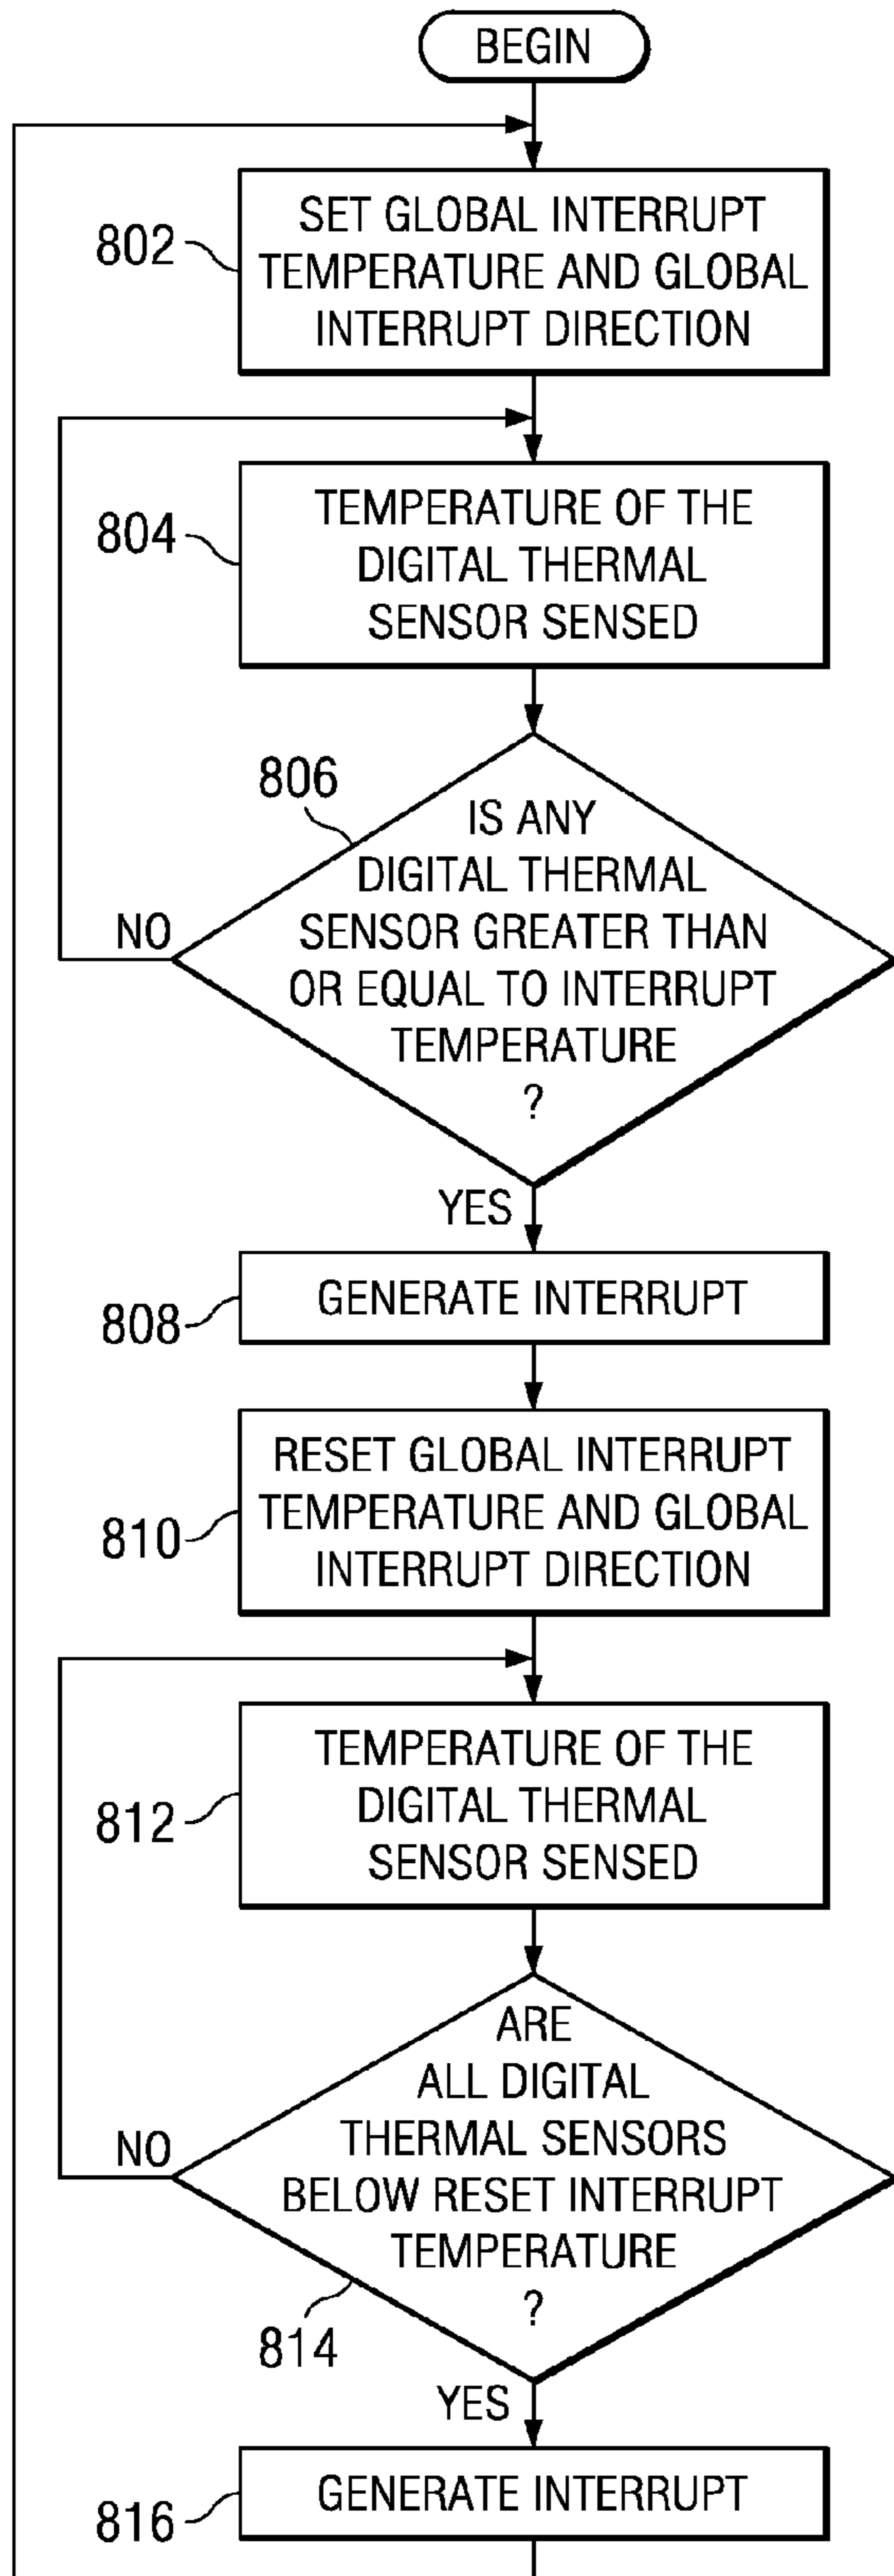 BEGIN
802
SET GLOBAL INTERRUPT
TEMPERATURE AND GLOBAL
INTERRUPT DIRECTION
804
TEMPERATURE OF THE
DIGITAL THERMAL
SENSOR SENSED
806
IS ANY
DIGITAL THERMAL
SENSOR GREATER THAN
OR EQUAL TO INTERRUPT
TEMPERATURE
?
NO
YES
808
GENERATE INTERRUPT
810
RESET GLOBAL INTERRUPT
TEMPERATURE AND GLOBAL
INTERRUPT DIRECTION
812
TEMPERATURE OF THE
DIGITAL THERMAL
SENSOR SENSED
ARE
ALL DIGITAL
THERMAL SENSORS
BELOW RESET INTERRUPT
TEMPERATURE
?
NO
814
YES
816
GENERATE INTERRUPT